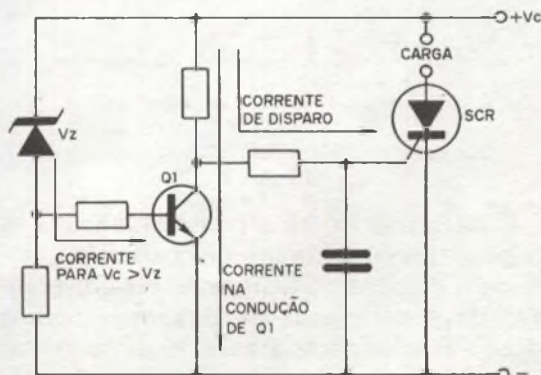 +Vc
CARGA
SCR
CORRENTE
DE DISPARO
Vz
Q1
CORRENTE
PARA Vc >Vz
CORRENTE
NA
CONDUÇÃO
DE Q1
−